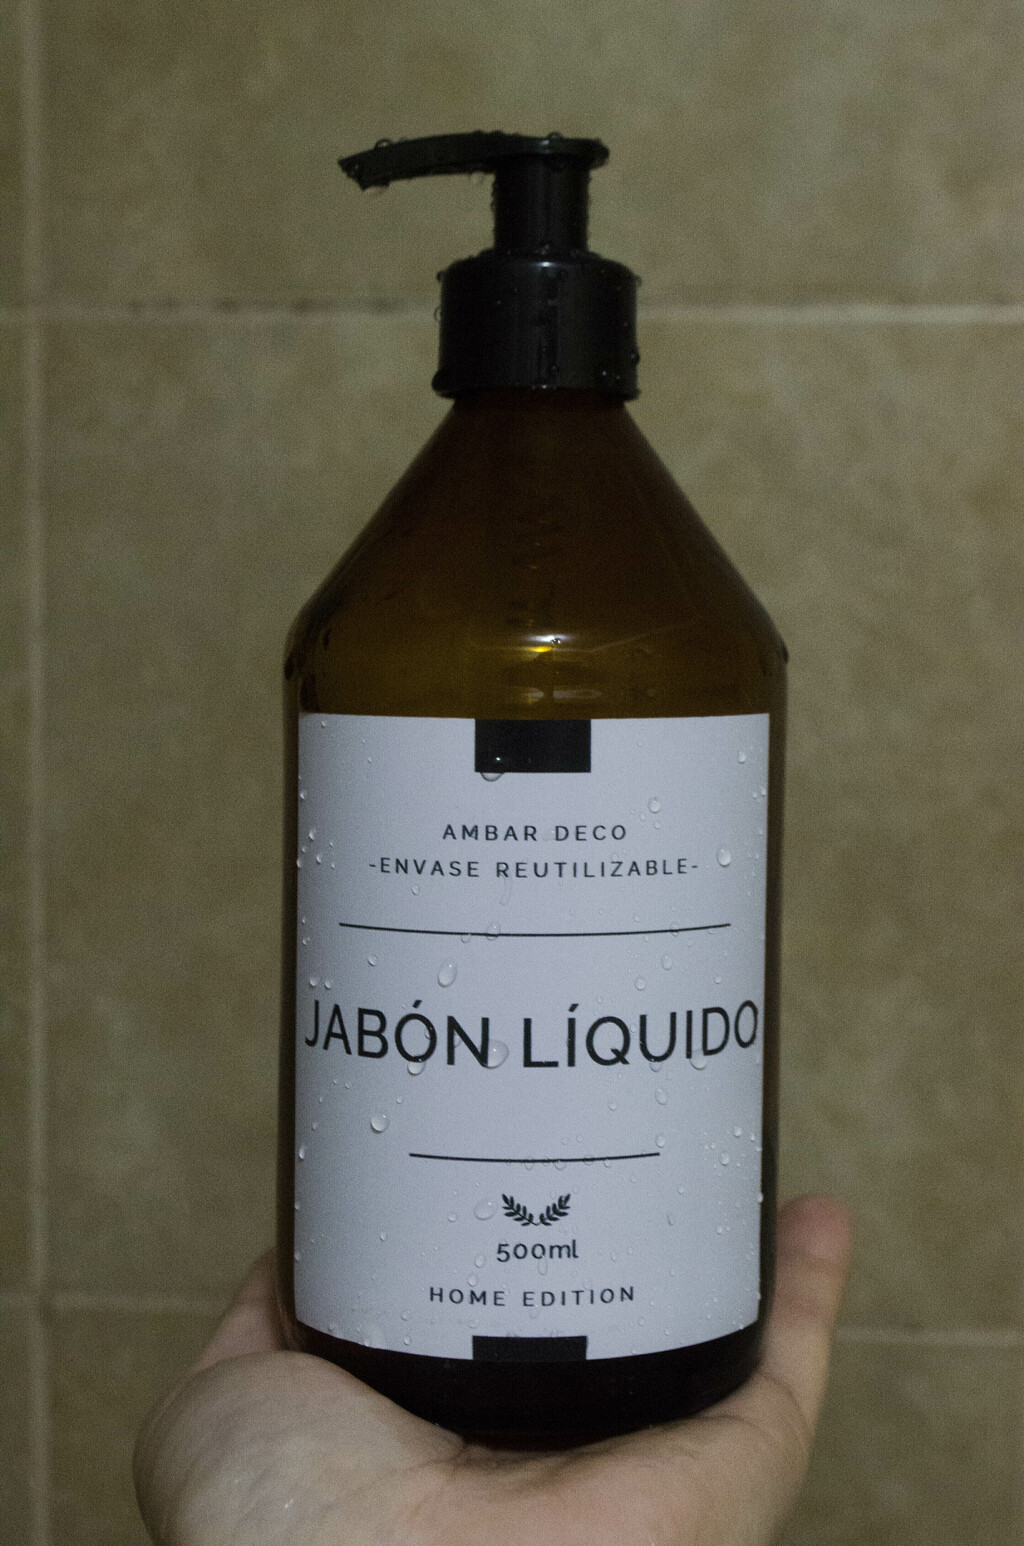 AMBAR DECO
-ENVASE REUTILIZABLE-
JABÓN LÍQUIDO
500ml
HOME EDITION